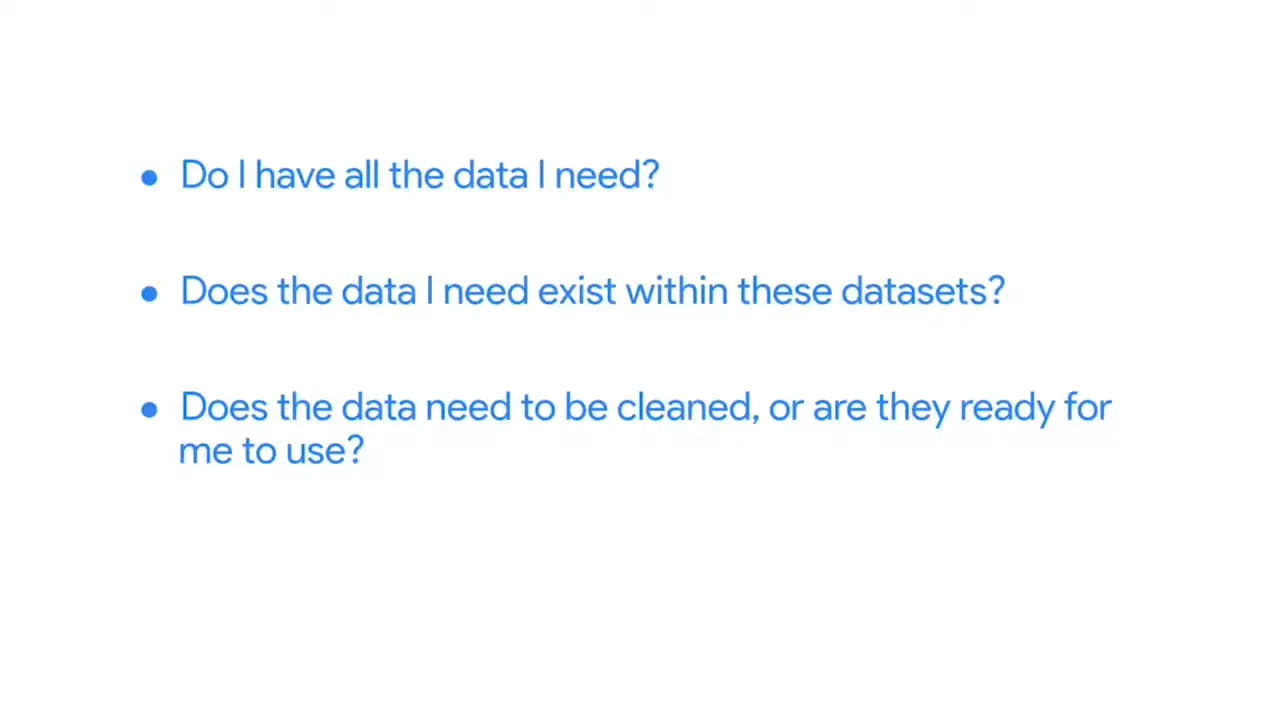 • Do I have all the data I need?
• Does the data I need exist within these datasets?
• Does the data need to be cleaned, or are they ready for
me to use?